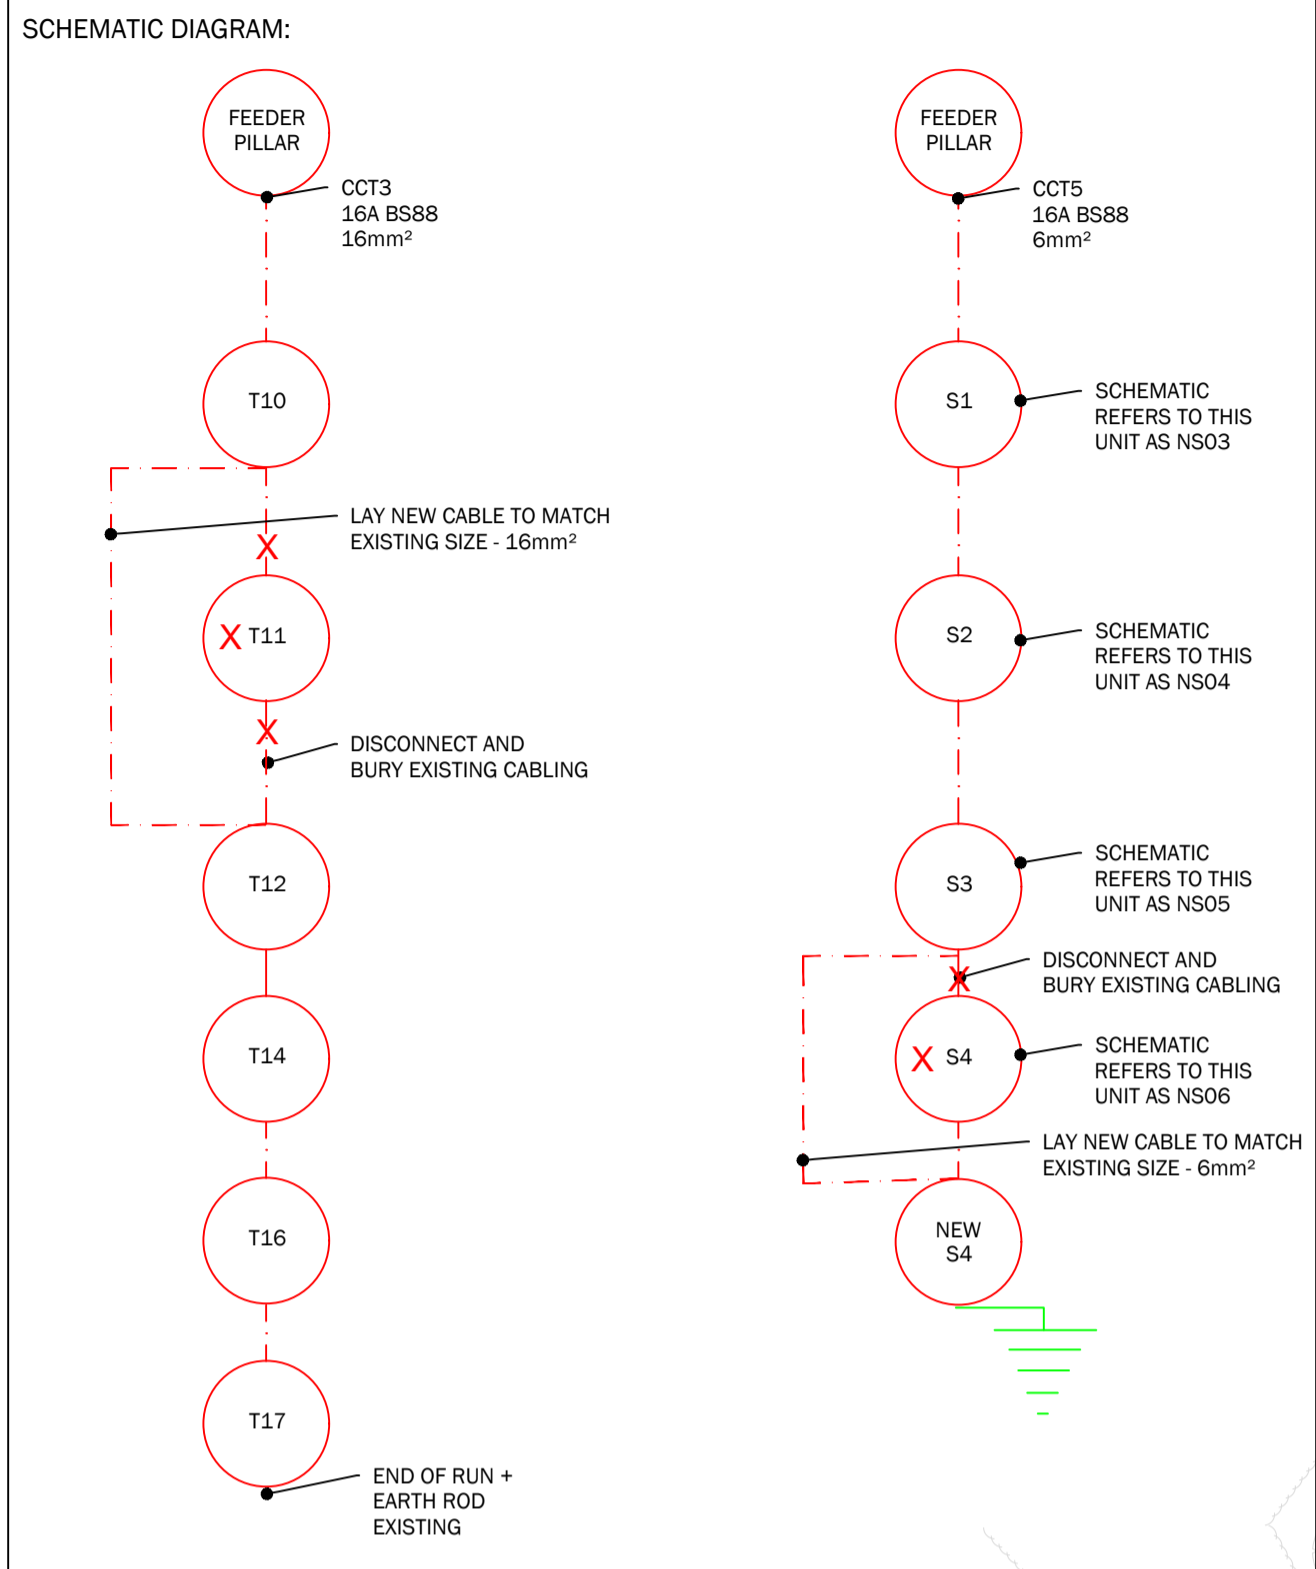 SCHEMATIC DIAGRAM:
FEEDER
PILLAR
CCT3
16A BS88
16mm²
T10
LAY NEW CABLE TO MATCH
EXISTING SIZE - 16mm²
X
X T11
X
DISCONNECT AND
BURY EXISTING CABLING
T12
T14
T16
T17
END OF RUN +
EARTH ROD
EXISTING
FEEDER
PILLAR
CCT5
16A BS88
6mm²
S1
SCHEMATIC
REFERS TO THIS
UNIT AS NS03
S2
SCHEMATIC
REFERS TO THIS
UNIT AS NS04
S3
SCHEMATIC
REFERS TO THIS
UNIT AS NS05
X
DISCONNECT AND
BURY EXISTING CABLING
X S4
SCHEMATIC
REFERS TO THIS
UNIT AS NS06
LAY NEW CABLE TO MATCH
EXISTING SIZE - 6mm²
NEW
S4